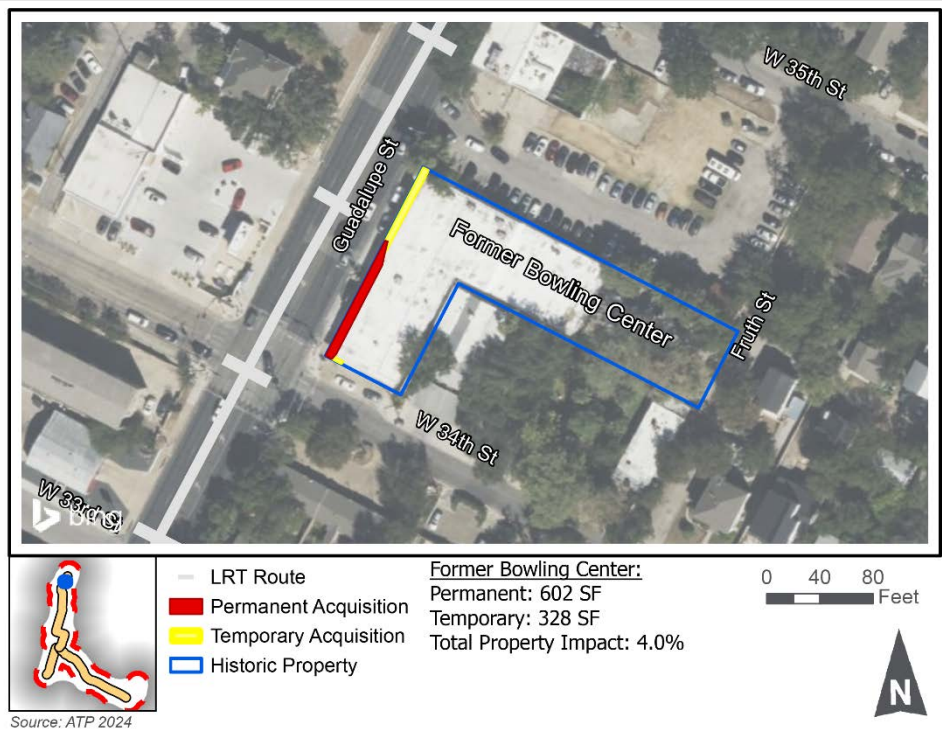 W 35th St
Guadalupe St
Former Bowling Center
Fruth St
W 34th St
W 33rd St
bing
LRT Route
Permanent Acquisition
Temporary Acquisition
Historic Property
Former Bowling Center:
Permanent: 602 SF
Temporary: 328 SF
Total Property Impact: 4.0%
0 40 80
Feet
N
Source: ATP 2024